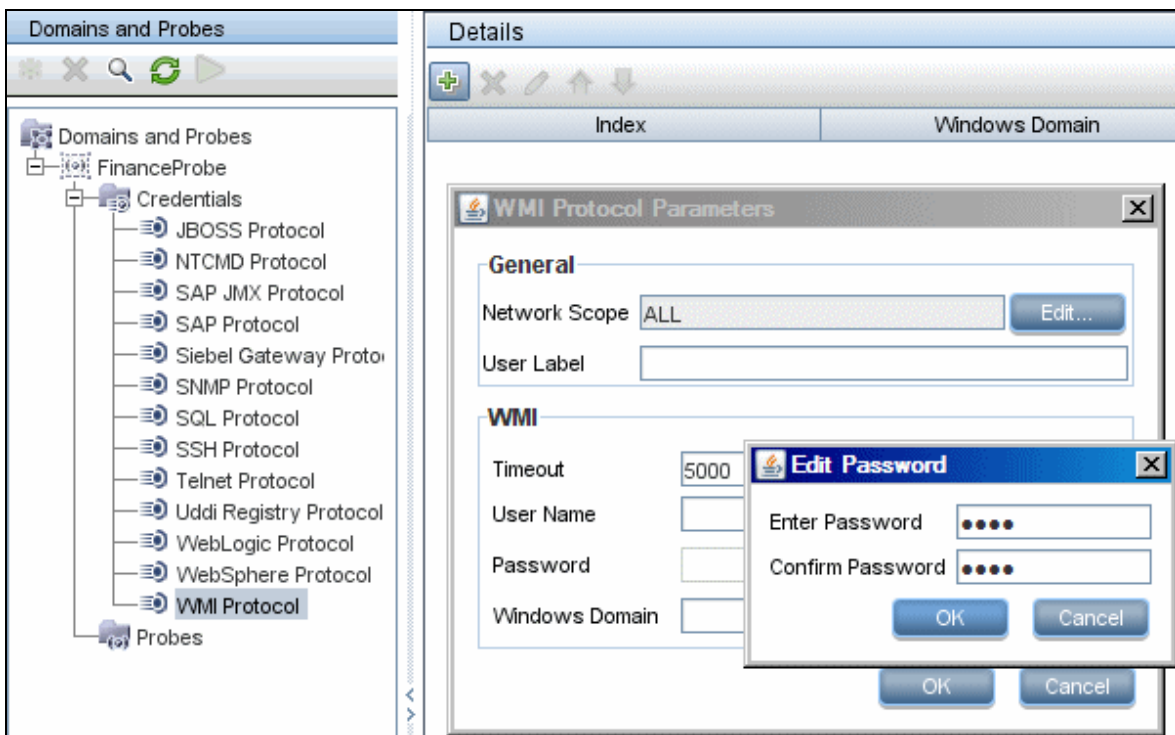 Domains and Probes
Domains and Probes
FinanceProbe
Credentials
JBOSS Protocol
NTCMD Protocol
SAP JMX Protocol
SAP Protocol
Siebel Gateway Proto
SNMP Protocol
SQL Protocol
SSH Protocol
Telnet Protocol
Uddi Registry Protocol
WebLogic Protocol
WebSphere Protocol
WMI Protocol
Probes
Details
Index Windows Domain
WMI Protocol Parameters
General
Network Scope ALL Edit...
User Label
WMI
Timeout 5000
User Name
Password
Windows Domain
OK Cancel
Edit Password
Enter Password ••••
Confirm Password ••••
OK Cancel